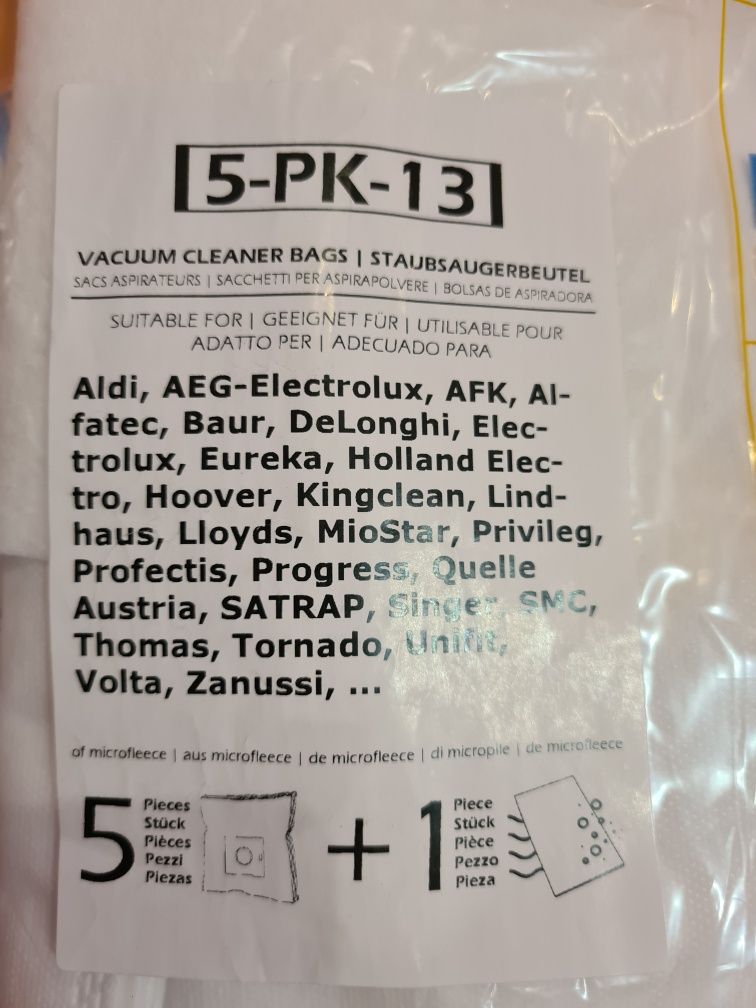 5-PK-13
VACUUM CLEANER BAGS | STAUBSAUGERBEUTEL
SACS ASPIRATEURS | SACCHETTI PER ASPIRAPOLVERE | BOLSAS DE ASPIRADORA
SUITABLE FOR | GEEIGNET FÜR | UTILISABLE POUR
ADATTO PER | ADECUADO PARA
Aldi, AEG-Electrolux, AFK, Al-
fatec, Baur, DeLonghi, Elec-
trolux, Eureka, Holland Elec-
tro, Hoover, Kingclean, Lind-
haus, Lloyds, MioStar, Privileg,
Profectis, Progress, Quelle
Austria, SATRAP, Singer, SMC,
Thomas, Tornado, Unifit,
Volta, Zanussi, ...
of microfleece | aus microfleece | de microfleece | di micropile | de microfleece
5
Pieces
Stück
Pièces
Pezzi
Piezas
+
1
Piece
Stück
Pièce
Pezzo
Pieza